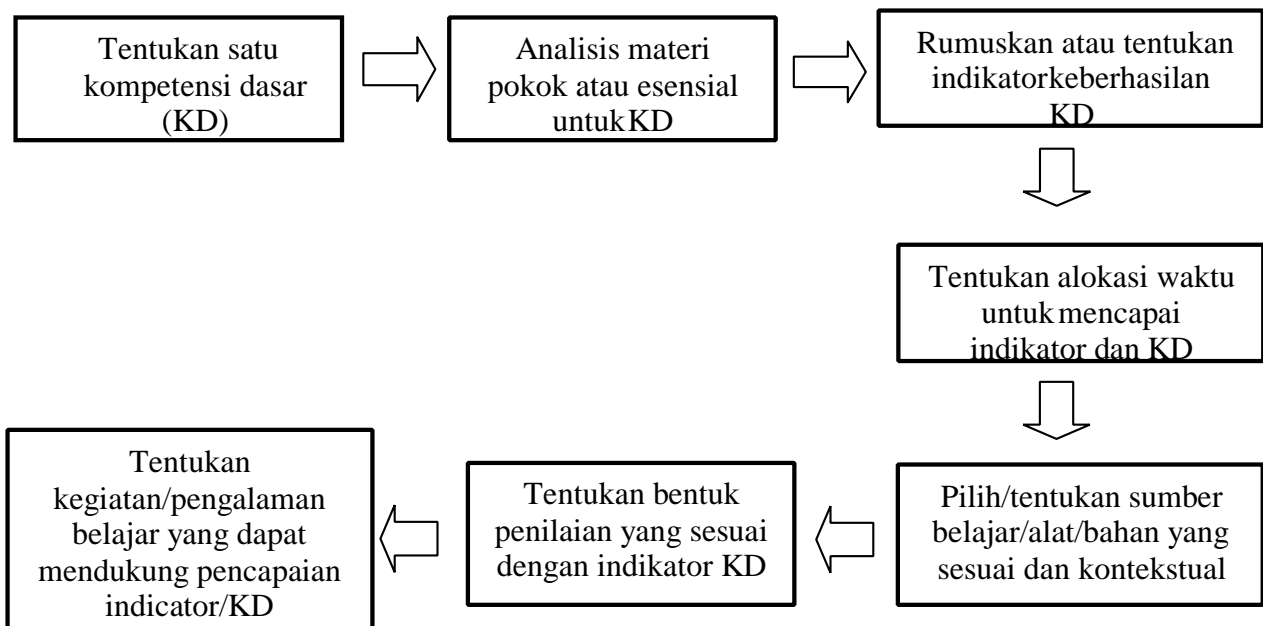 Tentukan satu
kompetensi dasar
(KD)
Analisis materi
pokok atau esensial
untuk KD
Rumuskan atau tentukan
indikatorkeberhasilan
KD
Tentukan alokasi waktu
untuk mencapai
indikator dan KD
Pilih/tentukan sumber
belajar/alat/bahan yang
sesuai dan kontekstual
Tentukan bentuk
penilaian yang sesuai
dengan indikator KD
Tentukan
kegiatan/pengalaman
belajar yang dapat
mendukung pencapaian
indicator/KD